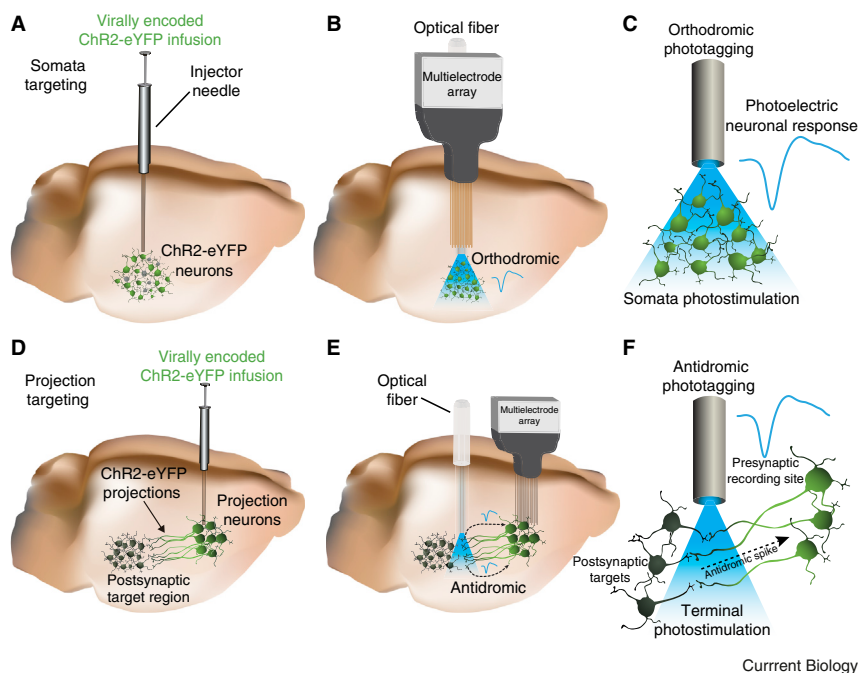 A
Virally encoded
ChR2-eYFP infusion
Somata
targeting
Injector
needle
ChR2-eYFP
neurons
B
Optical fiber
Multielectrode
array
Orthodromic
C
Orthodromic
phototagging
Photoelectric
neuronal response
Somata photostimulation
D
Virally encoded
ChR2-eYFP infusion
Projection
targeting
ChR2-eYFP
projections
Projection
neurons
Postsynaptic
target region
E
Optical
fiber
Multielectrode
array
Antidromic
F
Antidromic
phototagging
Presynaptic
recording site
Postsynaptic
targets
Antidromic spike
Terminal
photostimulation
Currrent Biology